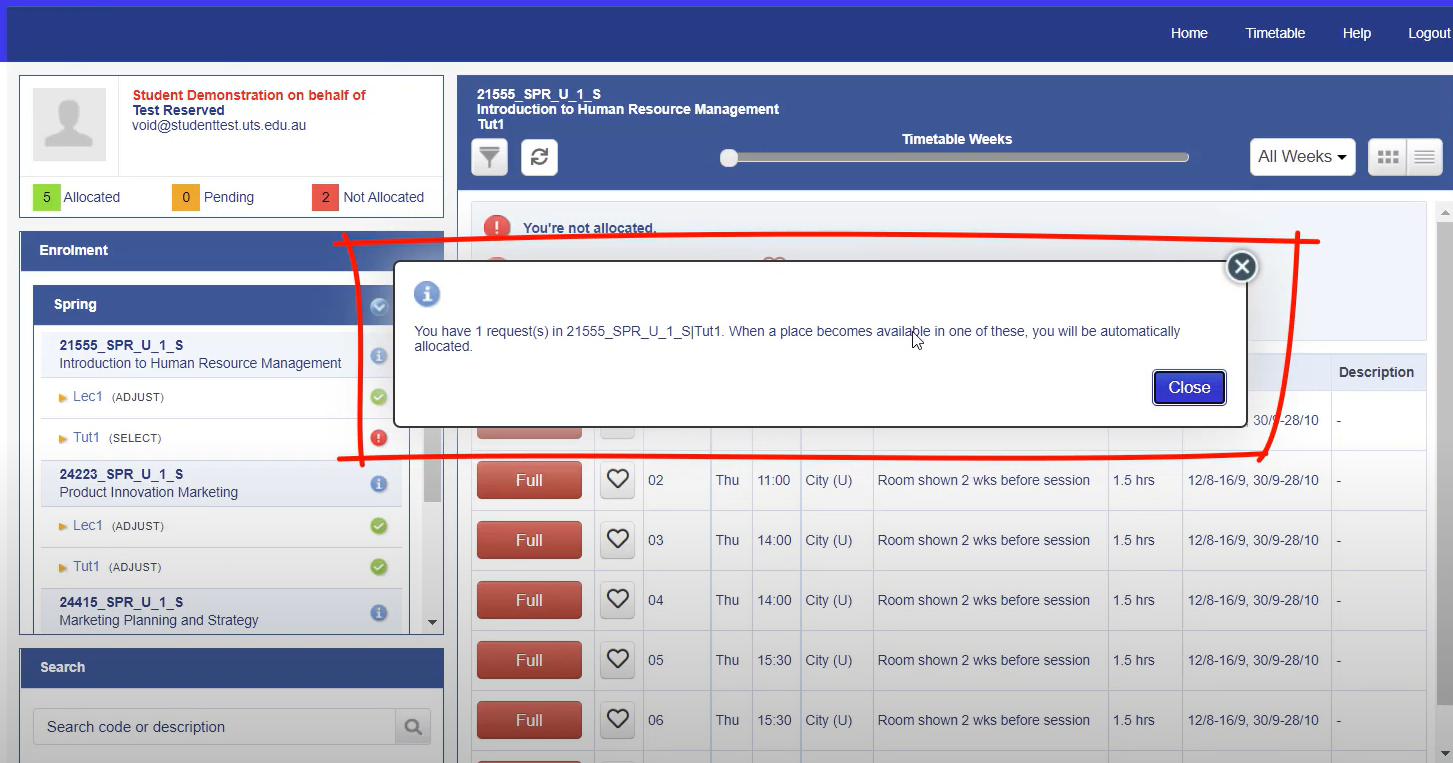 Home Timetable Help Logout
Student Demonstration on behalf of
Test Reserved
void@studenttest.uts.edu.au
5 Allocated 0 Pending 2 Not Allocated
Enrolment
Spring
21555_SPR_U_1_S
Introduction to Human Resource Management
Lec1 (ADJUST)
Tut1 (SELECT)
24223_SPR_U_1_S
Product Innovation Marketing
Lec1 (ADJUST)
Tut1 (ADJUST)
24415_SPR_U_1_S
Marketing Planning and Strategy
Search
Search code or description
21555_SPR_U_1_S
Introduction to Human Resource Management
Tut1
Timetable Weeks
All Weeks
You're not allocated.
You have 1 request(s) in 21555_SPR_U_1_S|Tut1. When a place becomes available in one of these, you will be automatically
allocated.
Close
Description
30/9-28/10 -
Full 02 Thu 11:00 City (U) Room shown 2 wks before session 1.5 hrs 12/8-16/9, 30/9-28/10 -
Full 03 Thu 14:00 City (U) Room shown 2 wks before session 1.5 hrs 12/8-16/9, 30/9-28/10 -
Full 04 Thu 14:00 City (U) Room shown 2 wks before session 1.5 hrs 12/8-16/9, 30/9-28/10 -
Full 05 Thu 15:30 City (U) Room shown 2 wks before session 1.5 hrs 12/8-16/9, 30/9-28/10 -
Full 06 Thu 15:30 City (U) Room shown 2 wks before session 1.5 hrs 12/8-16/9, 30/9-28/10 -